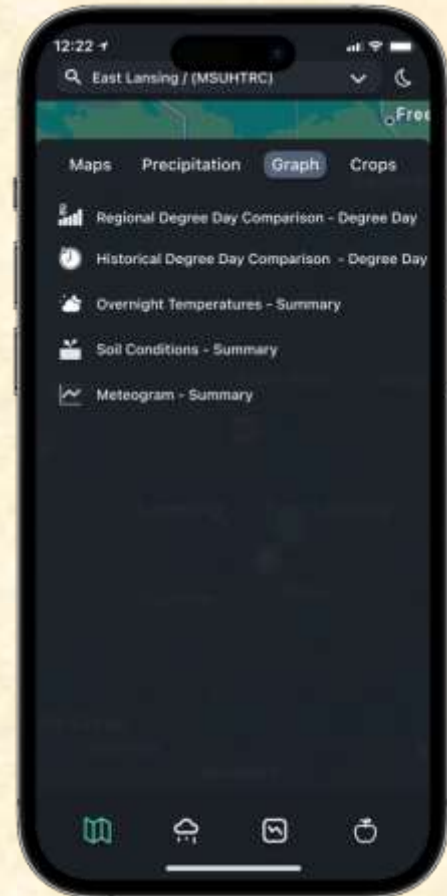 12:22
East Lansing / (MSUHTRC)
Free
Maps Precipitation Graph Crops
Regional Degree Day Comparison - Degree Day
Historical Degree Day Comparison - Degree Day
Overnight Temperatures - Summary
Soil Conditions - Summary
Meteogram - Summary